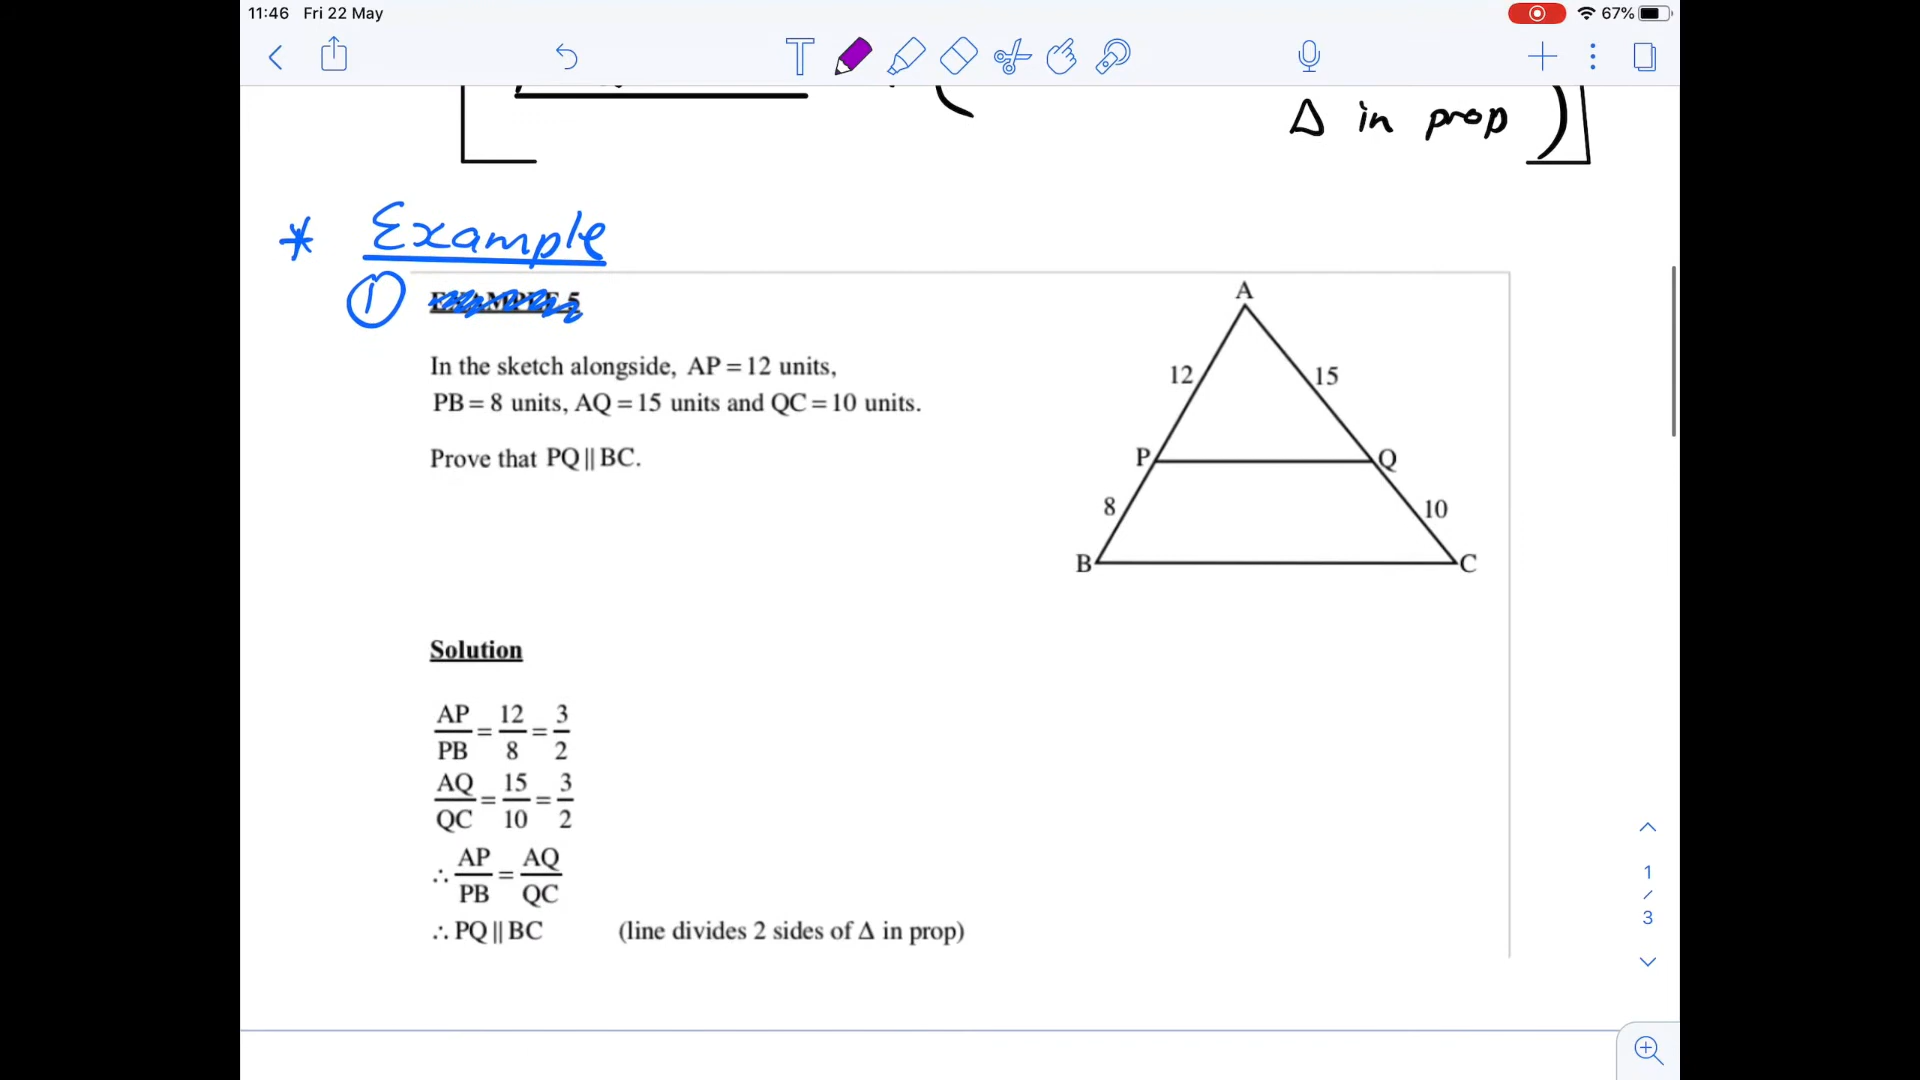 11:46 Fri 22 May
67%
T
Δ in prop )
* Example
①
In the sketch alongside, AP = 12 units,
PB = 8 units, AQ = 15 units and QC = 10 units.
Prove that PQ || BC.
A
12
15
P
Q
8
10
B
C
Solution
AP/PB = 12/8 = 3/2
AQ/QC = 15/10 = 3/2
∴ AP/PB = AQ/QC
∴ PQ || BC (line divides 2 sides of Δ in prop)
1
/
3